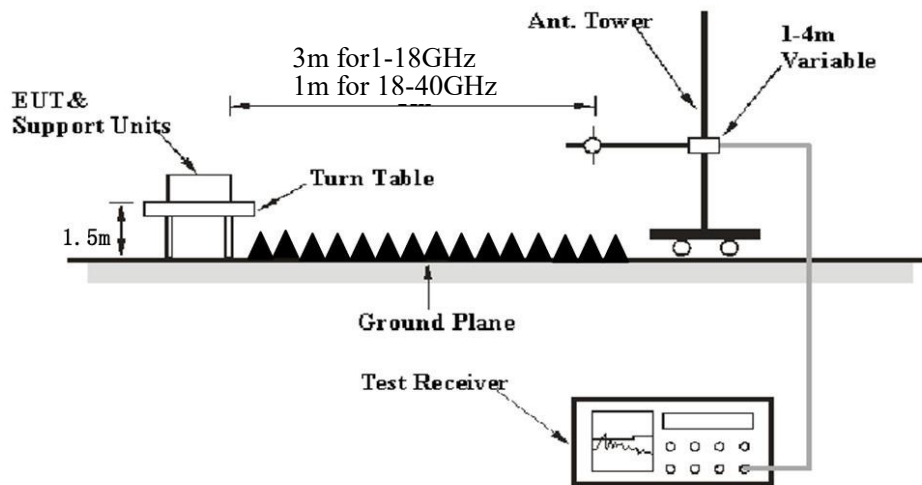 Ant. Tower
1-4m
Variable
3m for1-18GHz
1m for 18-40GHz
EUT&
Support Units
Turn Table
1.5m
Ground Plane
Test Receiver